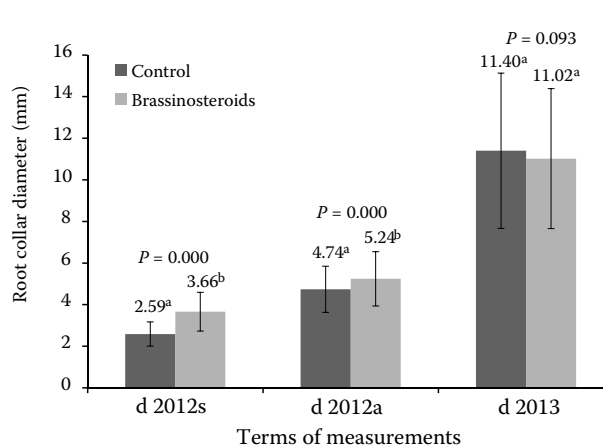 16
14
12
10
8
6
4
2
0
Root collar diameter (mm)
Control
Brassinosteroids
P = 0.000
2.59ᵃ
3.66ᵇ
P = 0.000
4.74ᵃ
5.24ᵇ
P = 0.093
11.40ᵃ
11.02ᵃ
d 2012s
d 2012a
d 2013
Terms of measurements